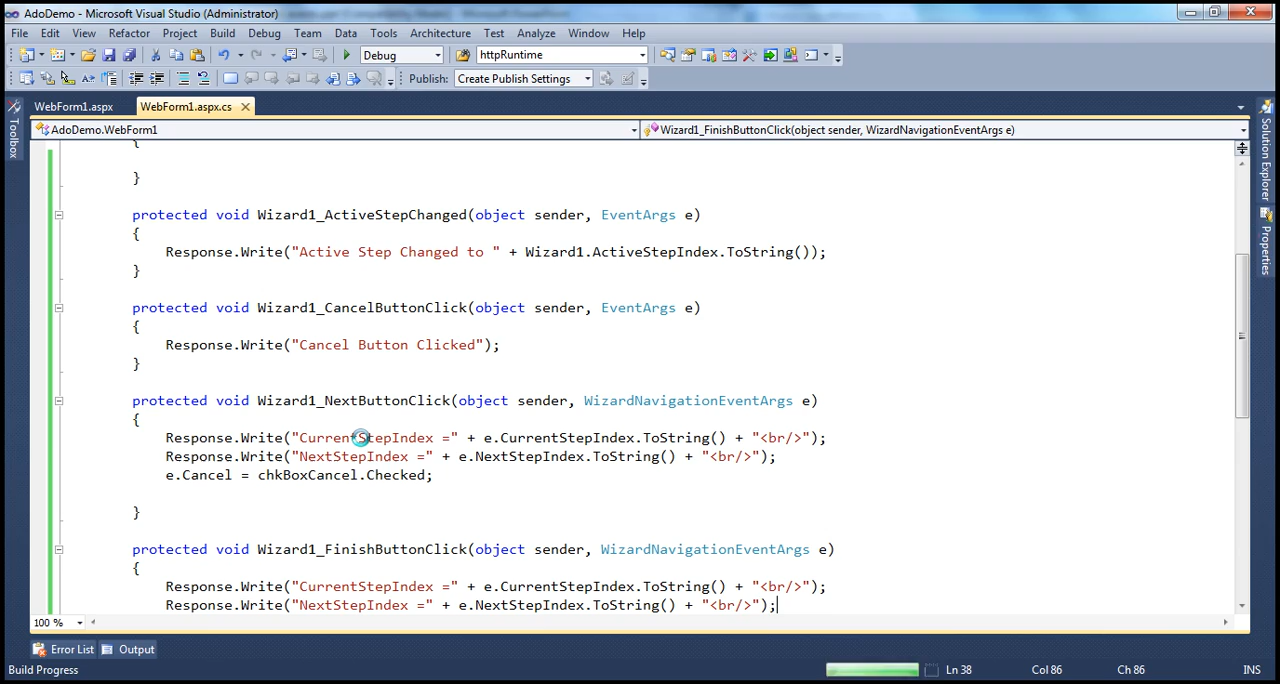 AdoDemo - Microsoft Visual Studio (Administrator)
File Edit View Refactor Project Build Debug Team Data Tools Architecture Test Analyze Window Help
Debug httpRuntime
Publish: Create Publish Settings
WebForm1.aspx WebForm1.aspx.cs
AdoDemo.WebForm1 Wizard1_FinishButtonClick(object sender, WizardNavigationEventArgs e)
Toolbox
Solution Explorer
Properties
}
}
protected void Wizard1_ActiveStepChanged(object sender, EventArgs e)
{
Response.Write("Active Step Changed to " + Wizard1.ActiveStepIndex.ToString());
}
protected void Wizard1_CancelButtonClick(object sender, EventArgs e)
{
Response.Write("Cancel Button Clicked");
}
protected void Wizard1_NextButtonClick(object sender, WizardNavigationEventArgs e)
{
Response.Write("CurrentStepIndex =" + e.CurrentStepIndex.ToString() + "<br/>");
Response.Write("NextStepIndex =" + e.NextStepIndex.ToString() + "<br/>");
e.Cancel = chkBoxCancel.Checked;
}
protected void Wizard1_FinishButtonClick(object sender, WizardNavigationEventArgs e)
{
Response.Write("CurrentStepIndex =" + e.CurrentStepIndex.ToString() + "<br/>");
Response.Write("NextStepIndex =" + e.NextStepIndex.ToString() + "<br/>");
100 %
Error List Output
Build Progress Ln 38 Col 86 Ch 86 INS